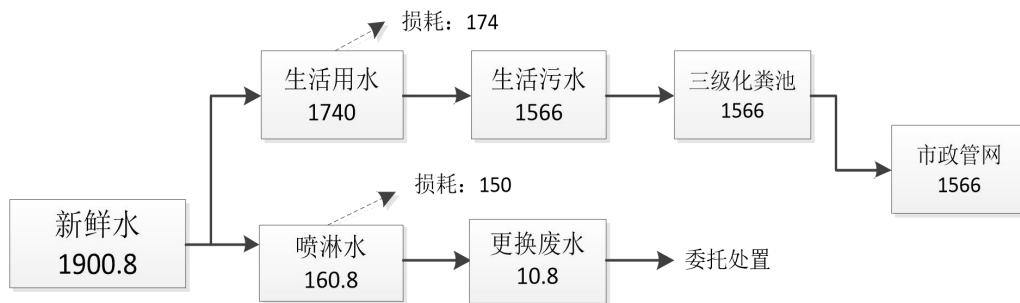 损耗：174
生活用水
1740
生活污水
1566
三级化粪池
1566
市政管网
1566
损耗：150
新鲜水
1900.8
喷淋水
160.8
更换废水
10.8
委托处置